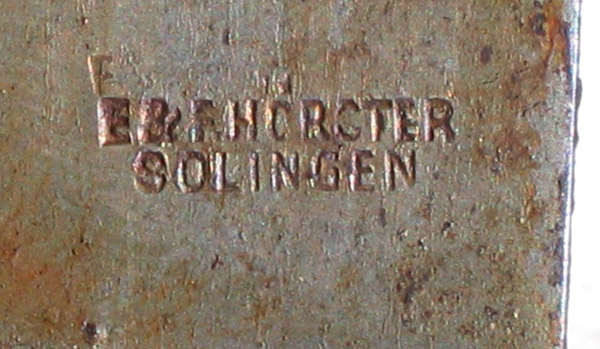 E & F. HÖRSTER
SOLINGEN